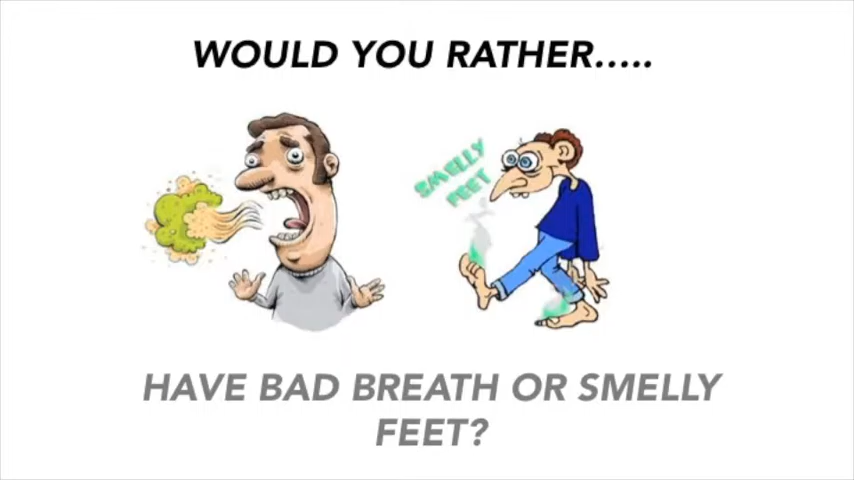 WOULD YOU RATHER.....
SMELLY
FEET
HAVE BAD BREATH OR SMELLY
FEET?